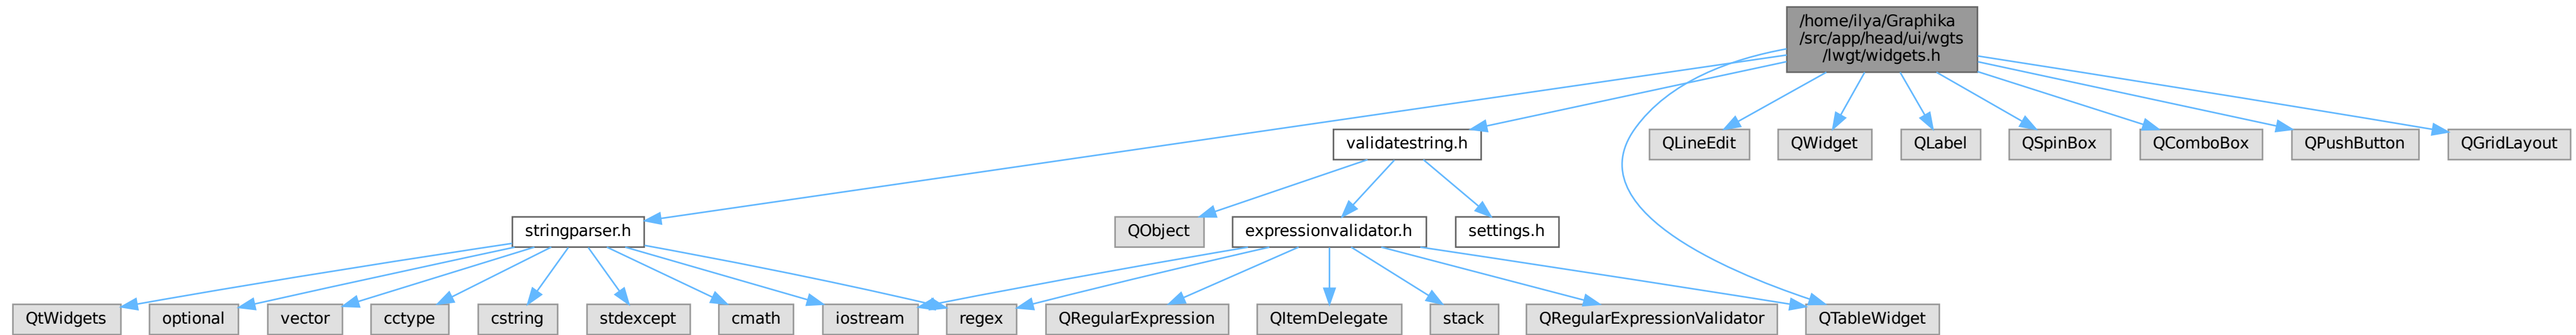 /home/ilya/Graphika
/src/app/head/ui/wgts
/lwgt/widgets.h
validatestring.h
QLineEdit
QWidget
QLabel
QSpinBox
QComboBox
QPushButton
QGridLayout
stringparser.h
QObject
expressionvalidator.h
settings.h
QtWidgets
optional
vector
cctype
cstring
stdexcept
cmath
iostream
regex
QRegularExpression
QItemDelegate
stack
QRegularExpressionValidator
QTableWidget